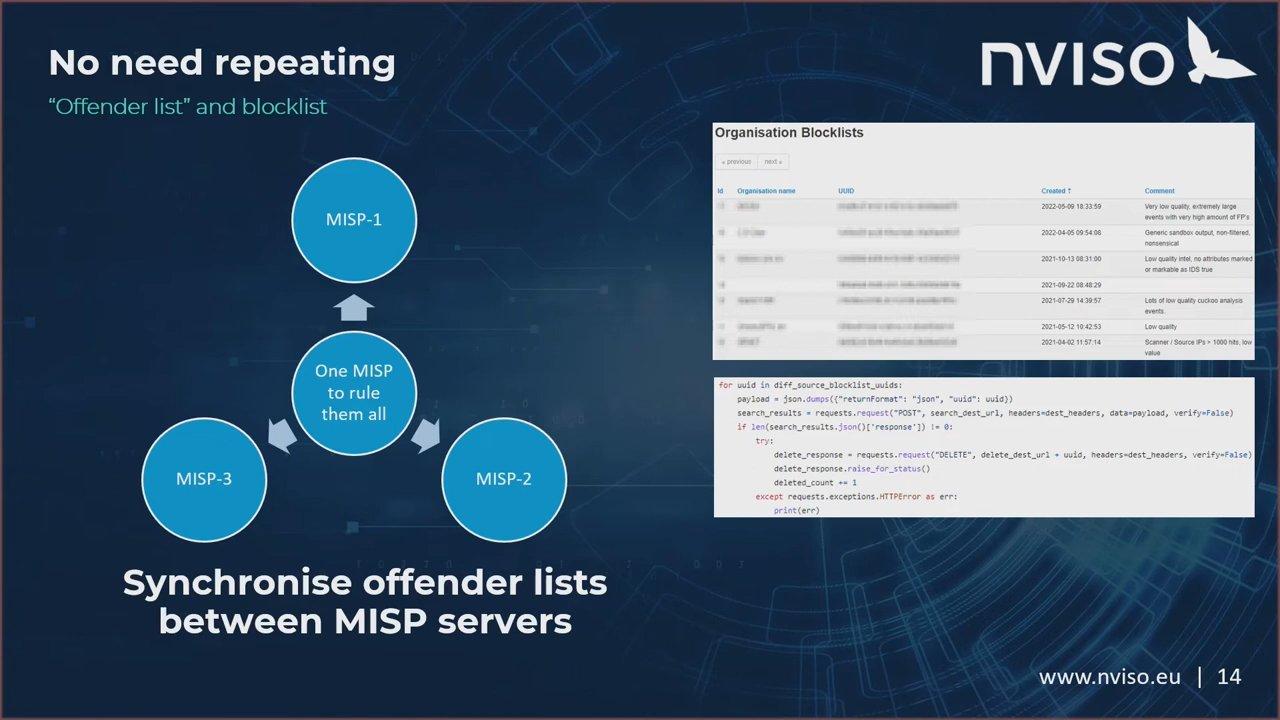 No need repeating
“Offender list” and blocklist
nviso
MISP-1
One MISP
to rule
them all
MISP-3
MISP-2
Synchronise offender lists
between MISP servers
Organisation Blocklists
« previous next »
Id Organisation name UUID Created ↑ Comment
2022-05-09 18:33:59 Very low quality, extremely large
events with very high amount of FP's
2022-04-05 09:54:08 Generic sandbox output, non-filtered,
nonsensical
2021-10-13 08:31:00 Low quality intel, no attributes marked
or markable as IDS true
2021-09-22 08:48:29
2021-07-29 14:39:57 Lots of low quality cuckoo analysis
events.
2021-05-12 10:42:53 Low quality
2021-04-02 11:57:14 Scanner / Source IPs > 1000 hits, low
value
for uuid in diff_source_blocklist_uuids:
payload = json.dumps({"returnFormat": "json", "uuid": uuid})
search_results = requests.request("POST", search_dest_url, headers=dest_headers, data=payload, verify=False)
if len(search_results.json()['response']) != 0:
try:
delete_response = requests.request("DELETE", delete_dest_url + uuid, headers=dest_headers, verify=False)
delete_response.raise_for_status()
deleted_count += 1
except requests.exceptions.HTTPError as err:
print(err)
www.nviso.eu | 14